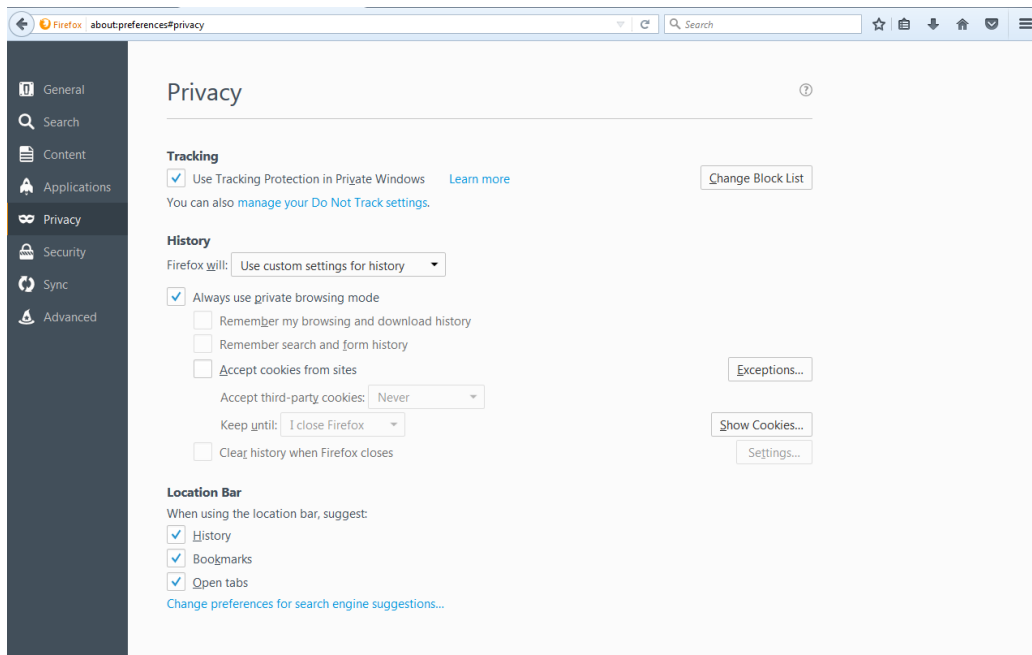 Firefox about:preferences#privacy Search
General
Search
Content
Applications
Privacy
Security
Sync
Advanced
Privacy
Tracking
Use Tracking Protection in Private Windows Learn more Change Block List
You can also manage your Do Not Track settings.
History
Firefox will: Use custom settings for history
Always use private browsing mode
Remember my browsing and download history
Remember search and form history
Accept cookies from sites Exceptions...
Accept third-party cookies: Never
Keep until: I close Firefox Show Cookies...
Clear history when Firefox closes Settings...
Location Bar
When using the location bar, suggest:
History
Bookmarks
Open tabs
Change preferences for search engine suggestions...